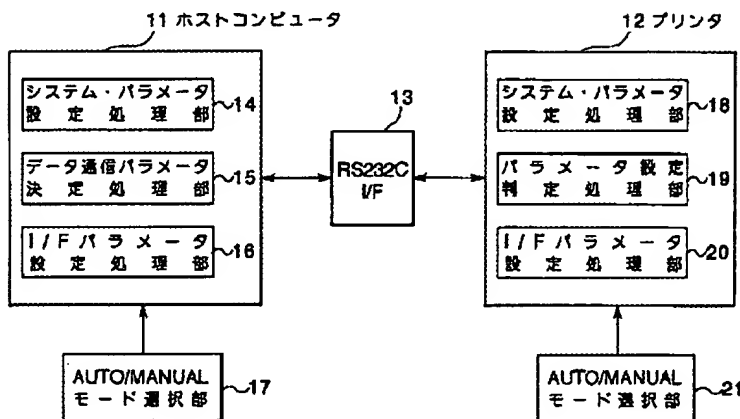 11 ホストコンピュータ
12 プリンタ
システム・パラメータ
設定処理部
14
データ通信パラメータ
決定処理部
15
I/Fパラメータ
設定処理部
16
13
RS232C
I/F
システム・パラメータ
設定処理部
18
パラメータ設定
判定処理部
19
I/Fパラメータ
設定処理部
20
AUTO/MANUAL
モード選択部
17
AUTO/MANUAL
モード選択部
21